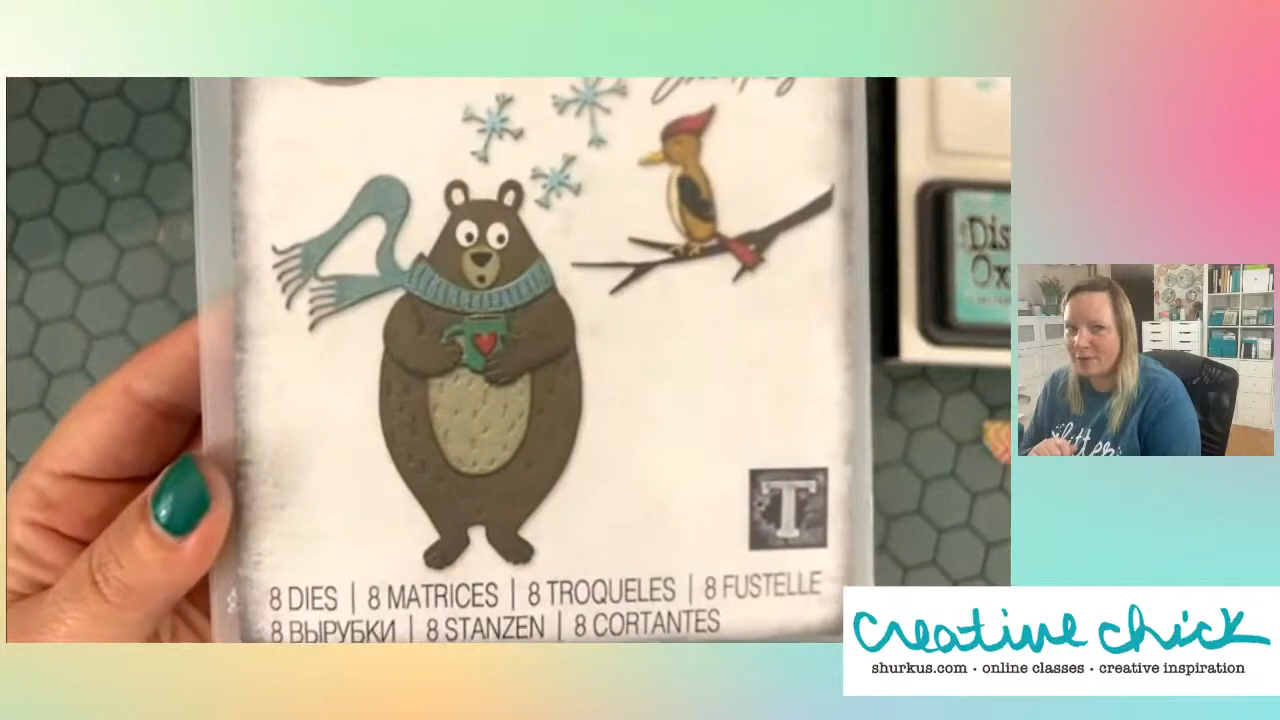 Dis
Ox
T
8 DIES | 8 MATRICES | 8 TROQUELES | 8 FUSTELLE
8 ВЫРУБКИ | 8 STANZEN | 8 CORTANTES
creative chick
shurkus.com · online classes · creative inspiration